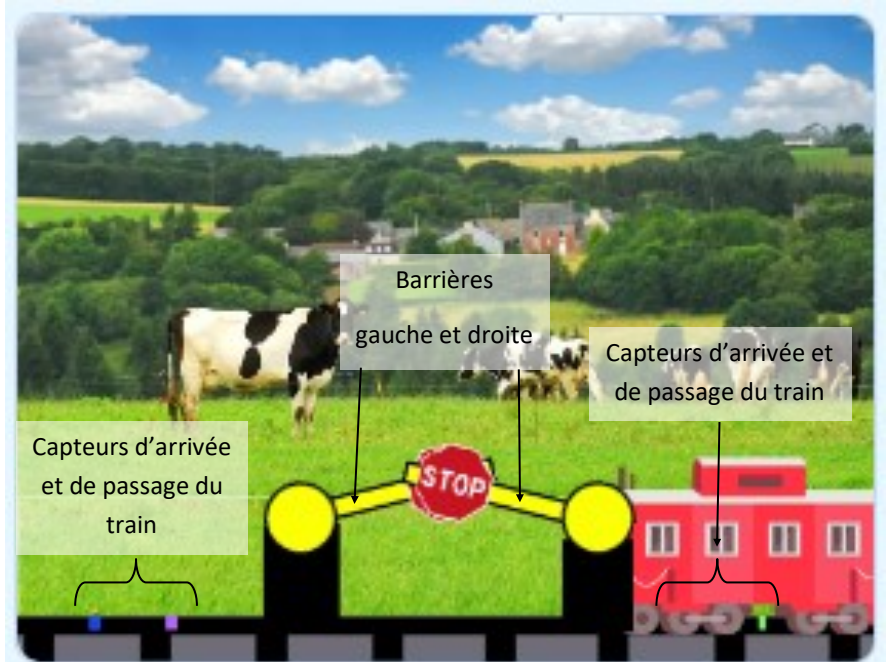 Barrières
gauche et droite
Capteurs d’arrivée et
de passage du train
Capteurs d’arrivée
et de passage du
train
STOP